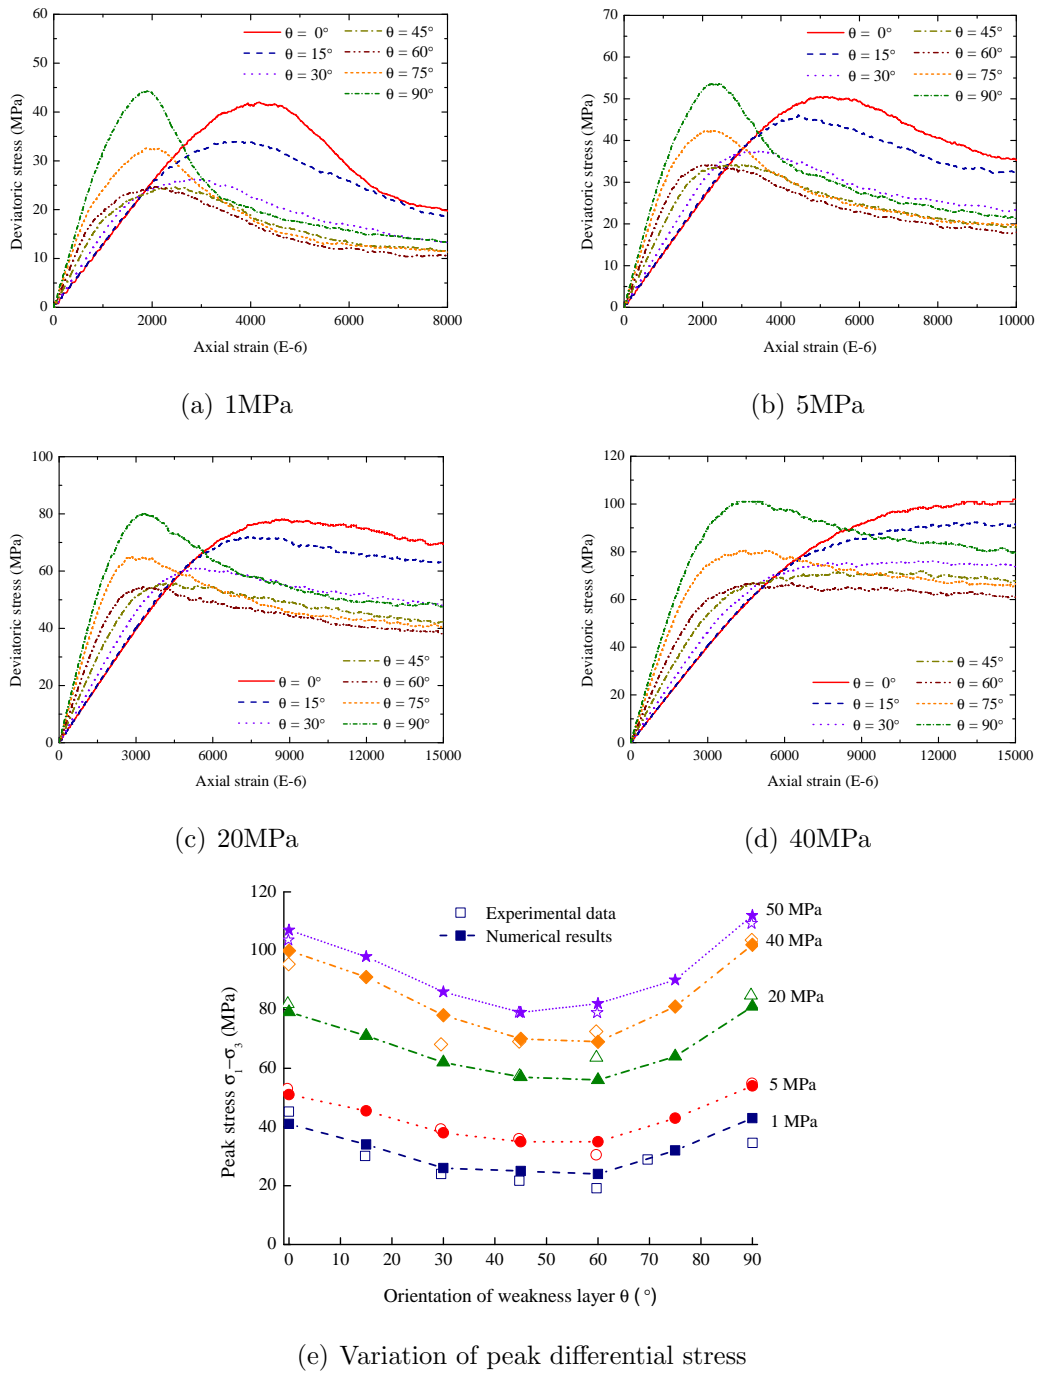 60
50
40
30
20
10
0
0 2000 4000 6000 8000
Deviatoric stress (MPa)
Axial strain (E-6)
θ = 0°
θ = 15°
θ = 30°
θ = 45°
θ = 60°
θ = 75°
θ = 90°
(a) 1MPa
70
60
50
40
30
20
10
0
0 2000 4000 6000 8000 10000
Deviatoric stress (MPa)
Axial strain (E-6)
θ = 0°
θ = 15°
θ = 30°
θ = 45°
θ = 60°
θ = 75°
θ = 90°
(b) 5MPa
100
80
60
40
20
0
0 3000 6000 9000 12000 15000
Deviatoric stress (MPa)
Axial strain (E-6)
θ = 0°
θ = 15°
θ = 30°
θ = 45°
θ = 60°
θ = 75°
θ = 90°
(c) 20MPa
120
100
80
60
40
20
0
0 3000 6000 9000 12000 15000
Deviatoric stress (MPa)
Axial strain (E-6)
θ = 0°
θ = 15°
θ = 30°
θ = 45°
θ = 60°
θ = 75°
θ = 90°
(d) 40MPa
120
100
80
60
40
20
0
0 10 20 30 40 50 60 70 80 90
Peak stress σ₁–σ₃ (MPa)
Orientation of weakness layer θ (°)
Experimental data
Numerical results
50 MPa
40 MPa
20 MPa
5 MPa
1 MPa
(e) Variation of peak differential stress